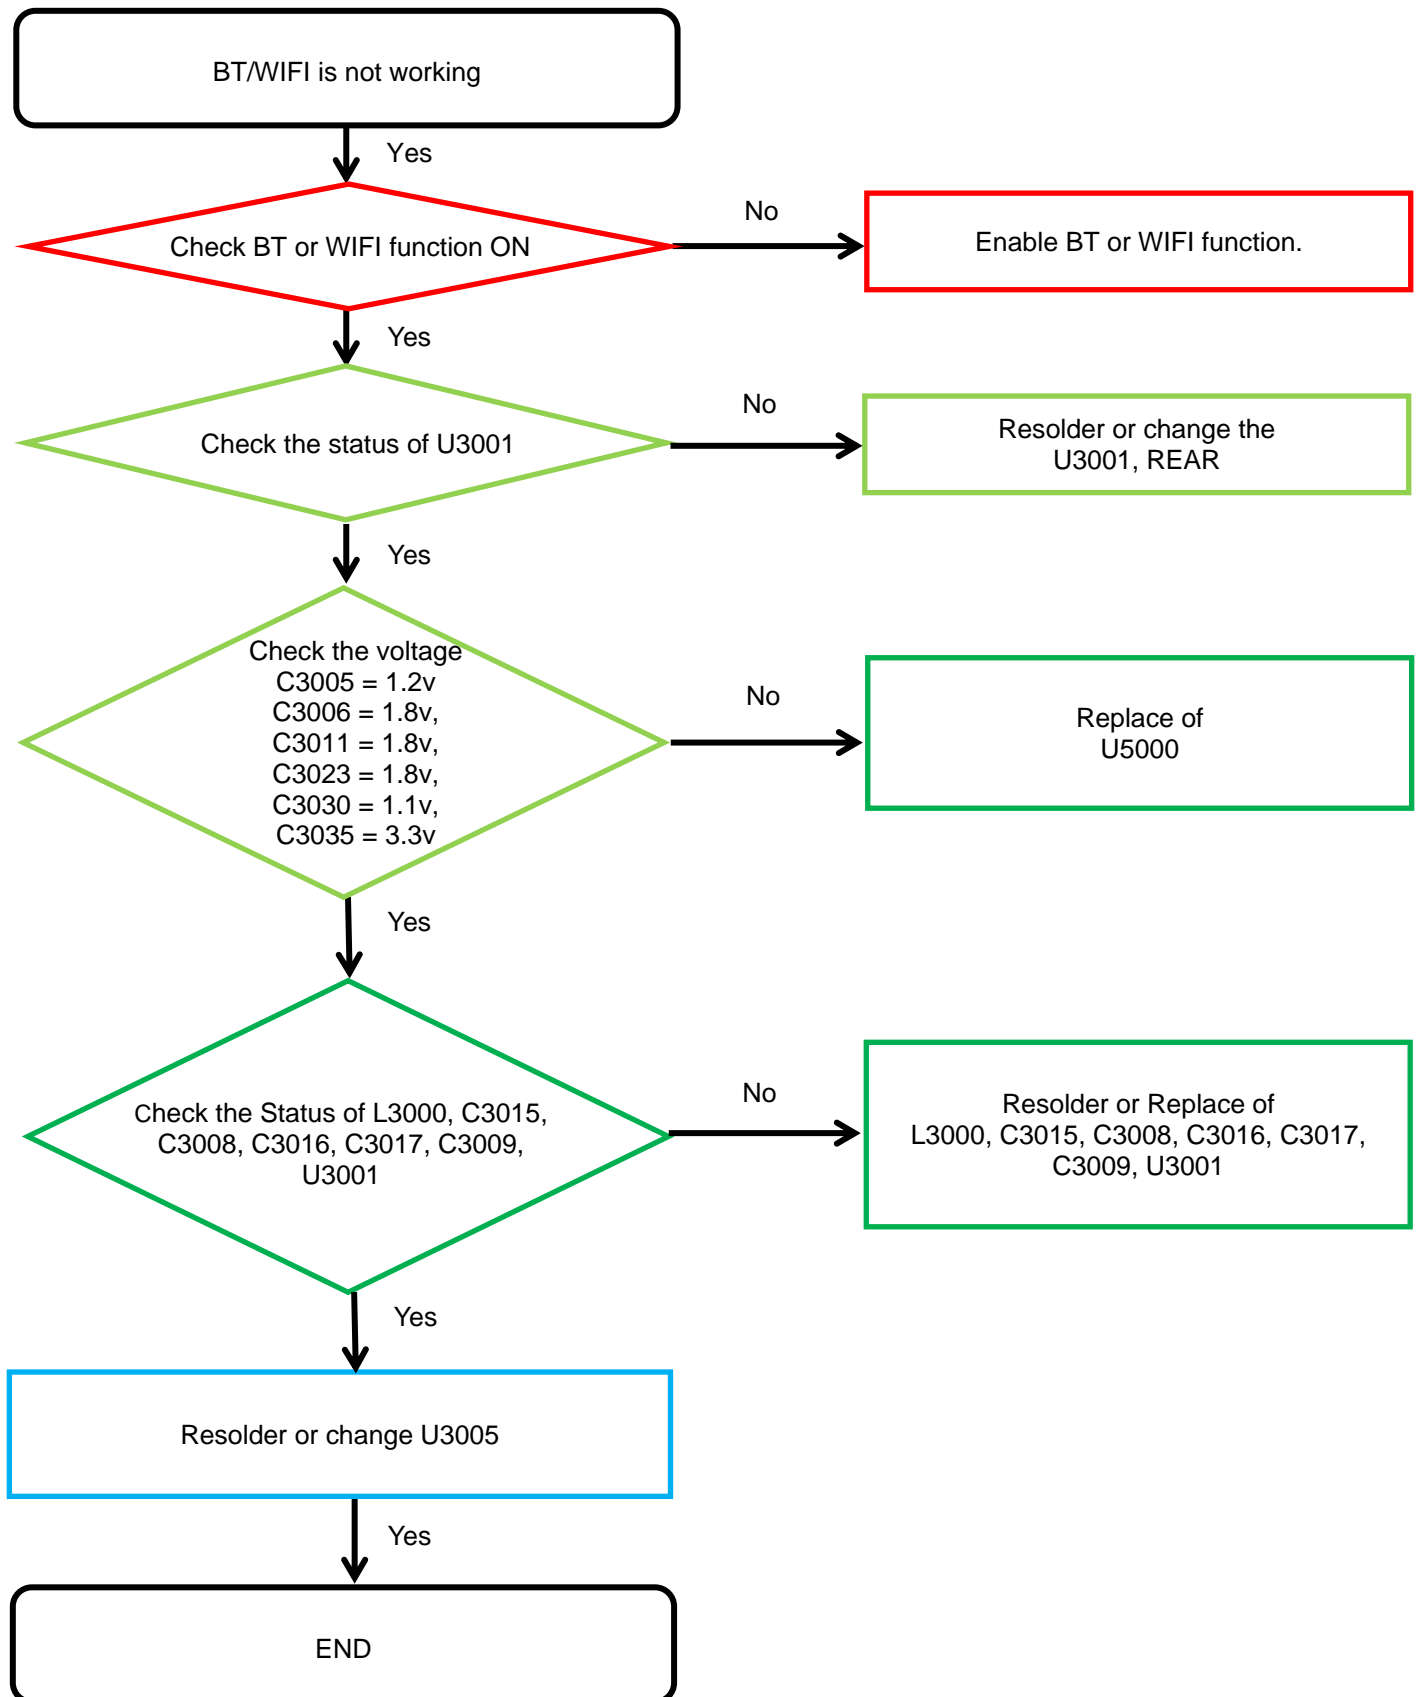 BT/WIFI is not working
Yes
Check BT or WIFI function ON
No
Enable BT or WIFI function.
Yes
Check the status of U3001
No
Resolder or change the
U3001, REAR
Yes
Check the voltage
C3005 = 1.2v
C3006 = 1.8v,
C3011 = 1.8v,
C3023 = 1.8v,
C3030 = 1.1v,
C3035 = 3.3v
No
Replace of
U5000
Yes
Check the Status of L3000, C3015,
C3008, C3016, C3017, C3009,
U3001
No
Resolder or Replace of
L3000, C3015, C3008, C3016, C3017,
C3009, U3001
Yes
Resolder or change U3005
Yes
END